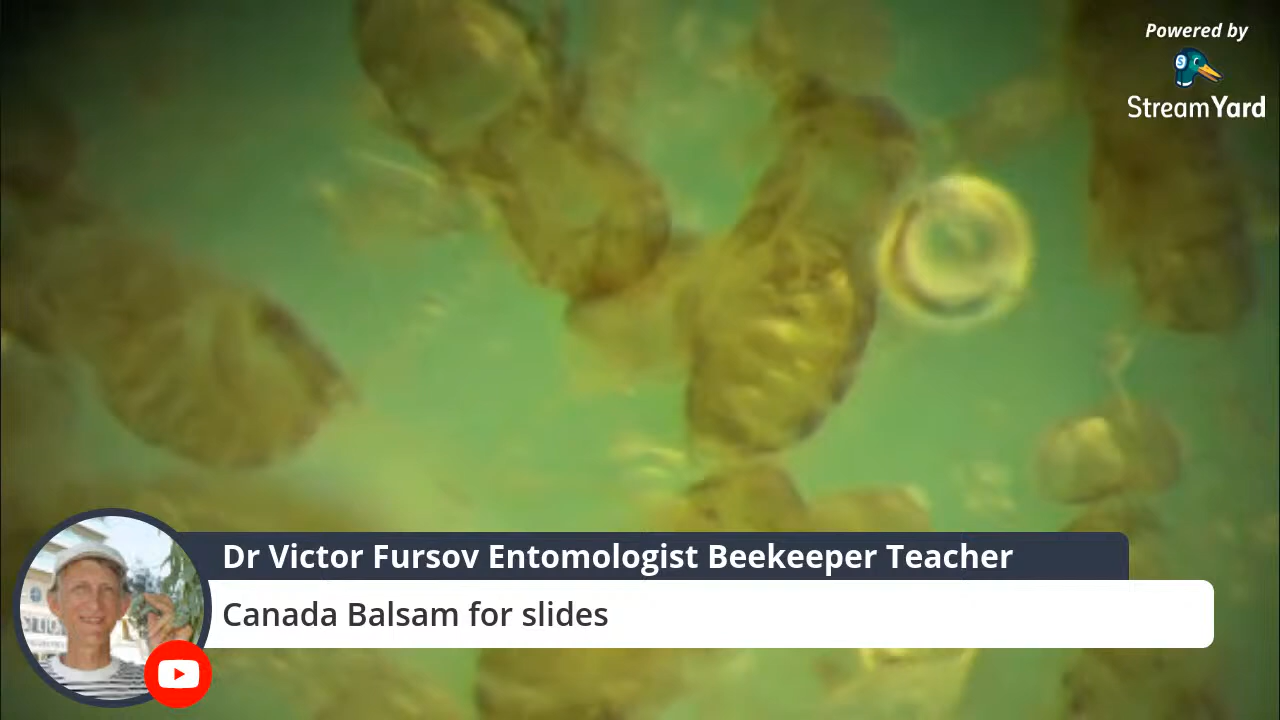 Powered by
StreamYard
Dr Victor Fursov Entomologist Beekeeper Teacher
Canada Balsam for slides